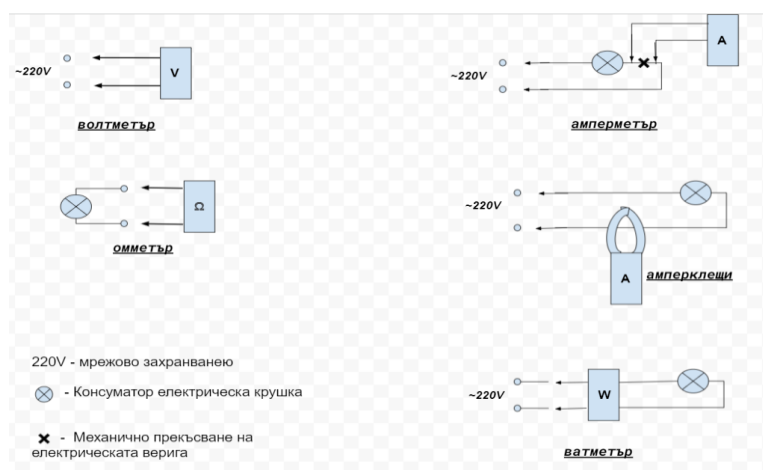 ~220V
V
волтметър
A
~220V
амперметър
Ω
омметър
~220V
A
амперклещи
220V - мрежово захранванею
- Консуматор електрическа крушка
- Механично прекъсване на
електрическата верига
~220V
W
ватметър